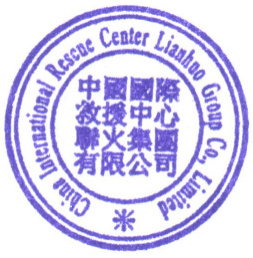 China International Rescue Center Lianhuo Group Co., Limited
中國國際
救援中心
聯火集團
有限公司